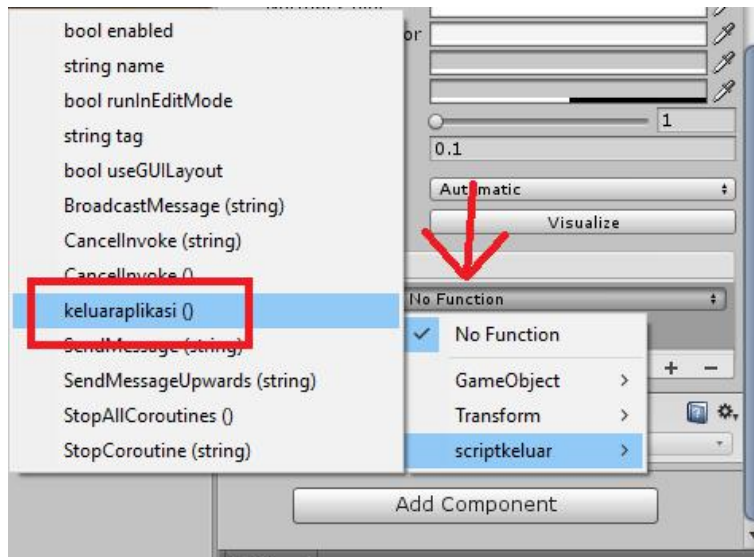 bool enabled
string name
bool runInEditMode
string tag
bool useGUILayout
BroadcastMessage (string)
CancelInvoke (string)
CancelInvoke ()
keluaraplikasi ()
SendMessage (string)
SendMessageUpwards (string)
StopAllCoroutines ()
StopCoroutine (string)
or
1
0.1
Automatic
Visualize
No Function
No Function
GameObject
Transform
scriptkeluar
Add Component